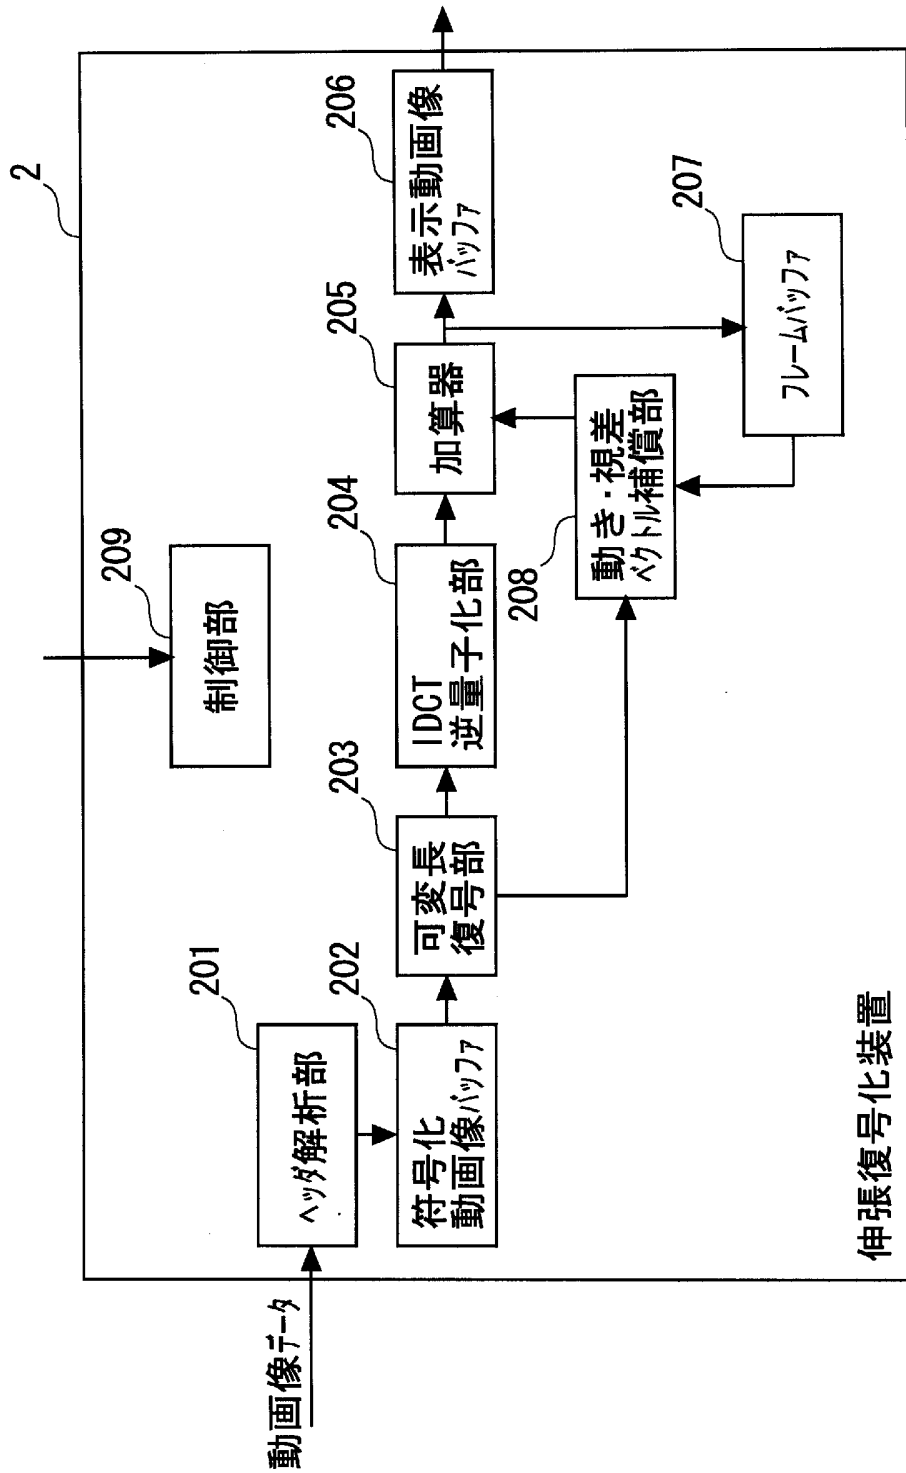 2
209
制御部
動画像データ
201
ヘッダ解析部
202
符号化
動画像バッファ
203
可変長
復号部
204
IDCT
逆量子化部
205
加算器
206
表示動画像
バッファ
208
動き・視差
ベクトル補償部
207
フレームバッファ
伸張復号化装置